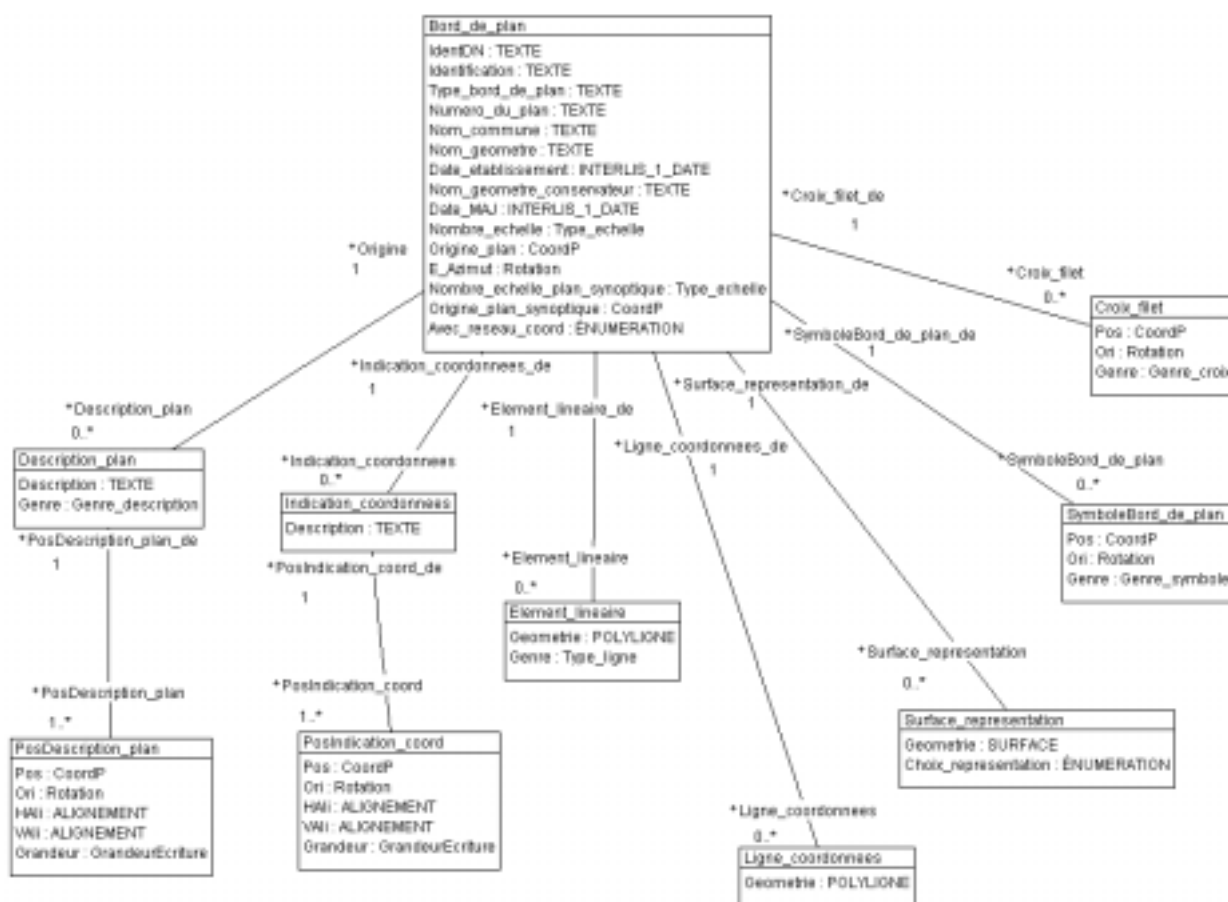 Bord_de_plan
IdentDN : TEXTE
Identification : TEXTE
Type_bord_de_plan : TEXTE
Numero_du_plan : TEXTE
Nom_commune : TEXTE
Nom_geometre : TEXTE
Date_etablissement : INTERLIS_1_DATE
Nom_geometre_conservateur : TEXTE
Date_MAJ : INTERLIS_1_DATE
Nombre_echelle : Type_echelle
Origine_plan : CoordP
E_Azimut : Rotation
Nombre_echelle_plan_synoptique : Type_echelle
Origine_plan_synoptique : CoordP
Avec_reseau_coord : ÉNUMERATION
*Origine
1
*Croix_filet_de
1
*Croix_filet
0..*
Croix_filet
Pos : CoordP
Ori : Rotation
Genre : Genre_croix
*SymboleBord_de_plan_de
1
*Indication_coordonnees_de
1
*Surface_representation_de
1
*Element_lineaire_de
1
*Ligne_coordonnees_de
1
*Description_plan
0..*
Description_plan
Description : TEXTE
Genre : Genre_description
*Indication_coordonnees
0..*
Indication_coordonnees
Description : TEXTE
*SymboleBord_de_plan
0..*
SymboleBord_de_plan
Pos : CoordP
Ori : Rotation
Genre : Genre_symbole
*PosDescription_plan_de
1
*PosIndication_coord_de
1
*Element_lineaire
0..*
Element_lineaire
Geometrie : POLYLIGNE
Genre : Type_ligne
*Surface_representation
0..*
Surface_representation
Geometrie : SURFACE
Choix_representation : ÉNUMERATION
*PosDescription_plan
1..*
PosDescription_plan
Pos : CoordP
Ori : Rotation
HAli : ALIGNEMENT
VAli : ALIGNEMENT
Grandeur : GrandeurEcriture
*PosIndication_coord
1..*
PosIndication_coord
Pos : CoordP
Ori : Rotation
HAli : ALIGNEMENT
VAli : ALIGNEMENT
Grandeur : GrandeurEcriture
*Ligne_coordonnees
0..*
Ligne_coordonnees
Geometrie : POLYLIGNE